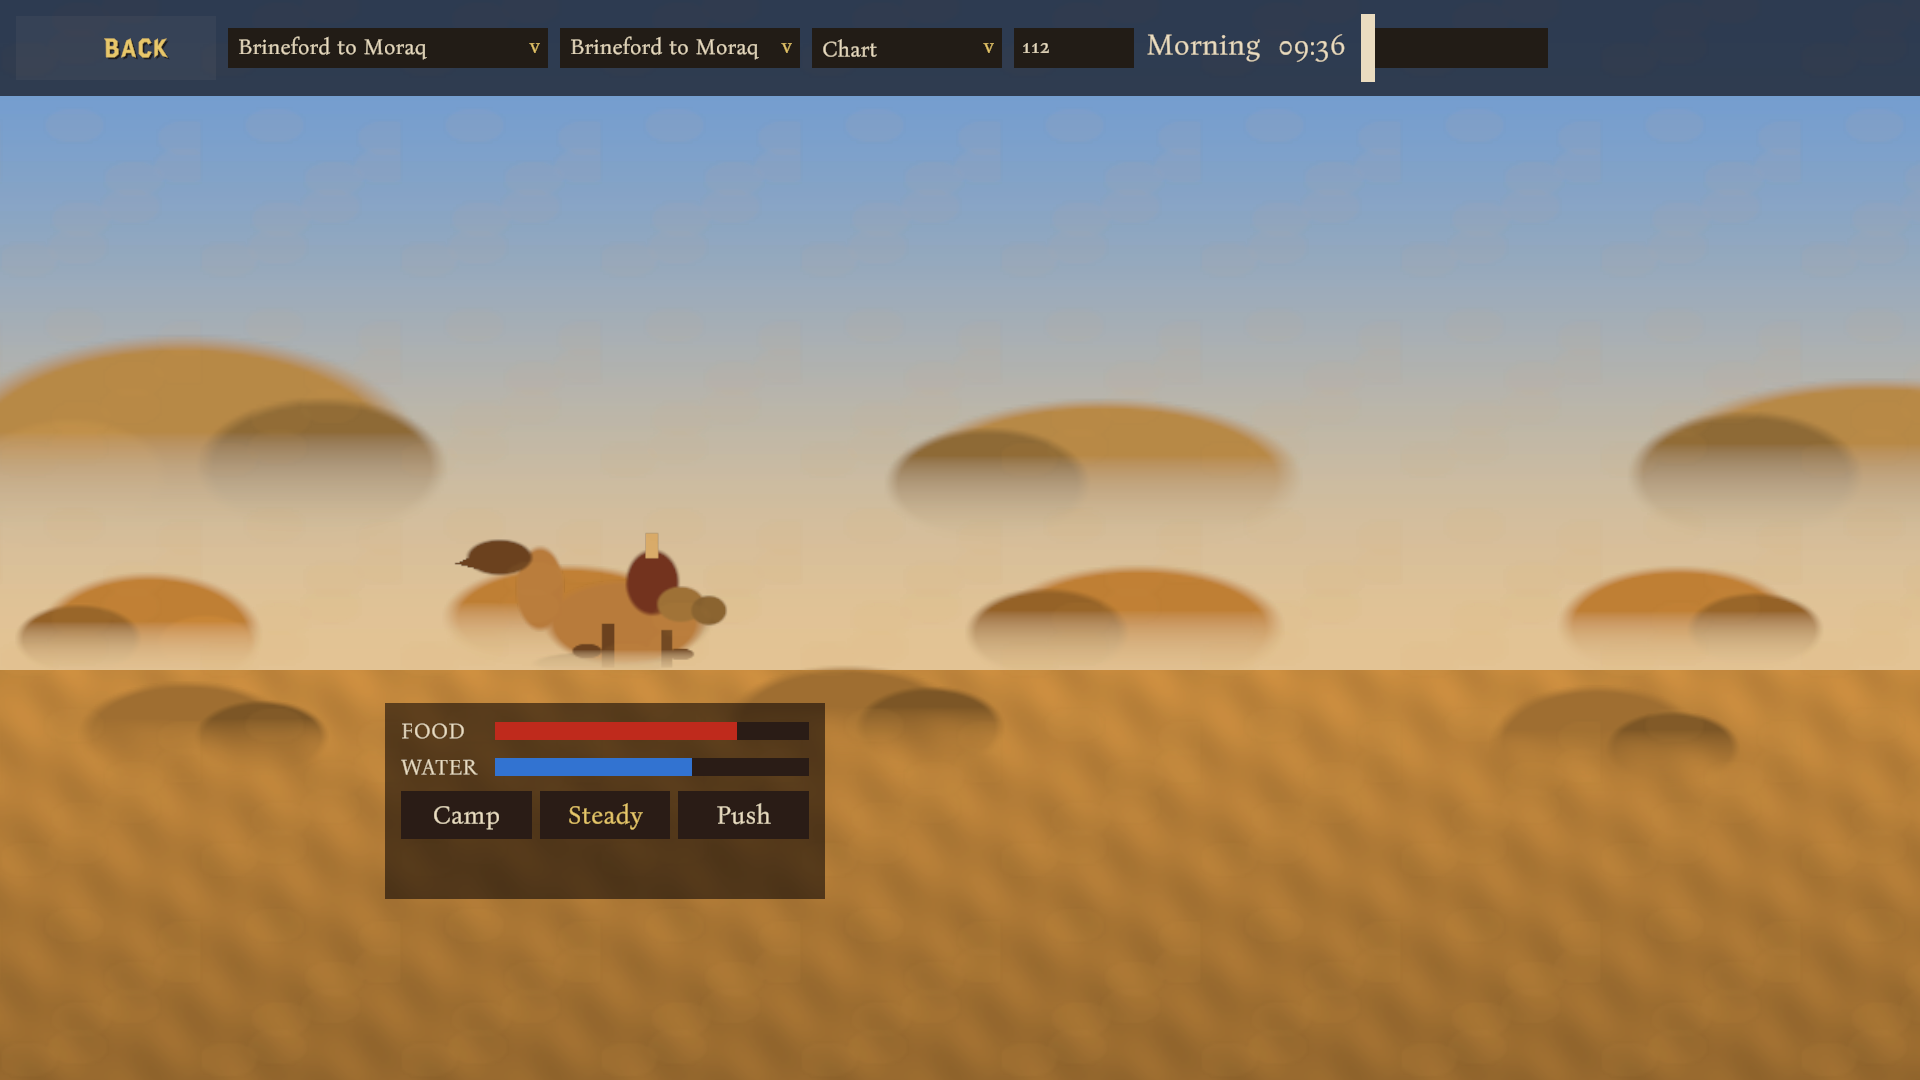 BACK
Brineford to Moraq v
Brineford to Moraq v
Chart v
112
Morning 09:36
FOOD
WATER
Camp Steady Push